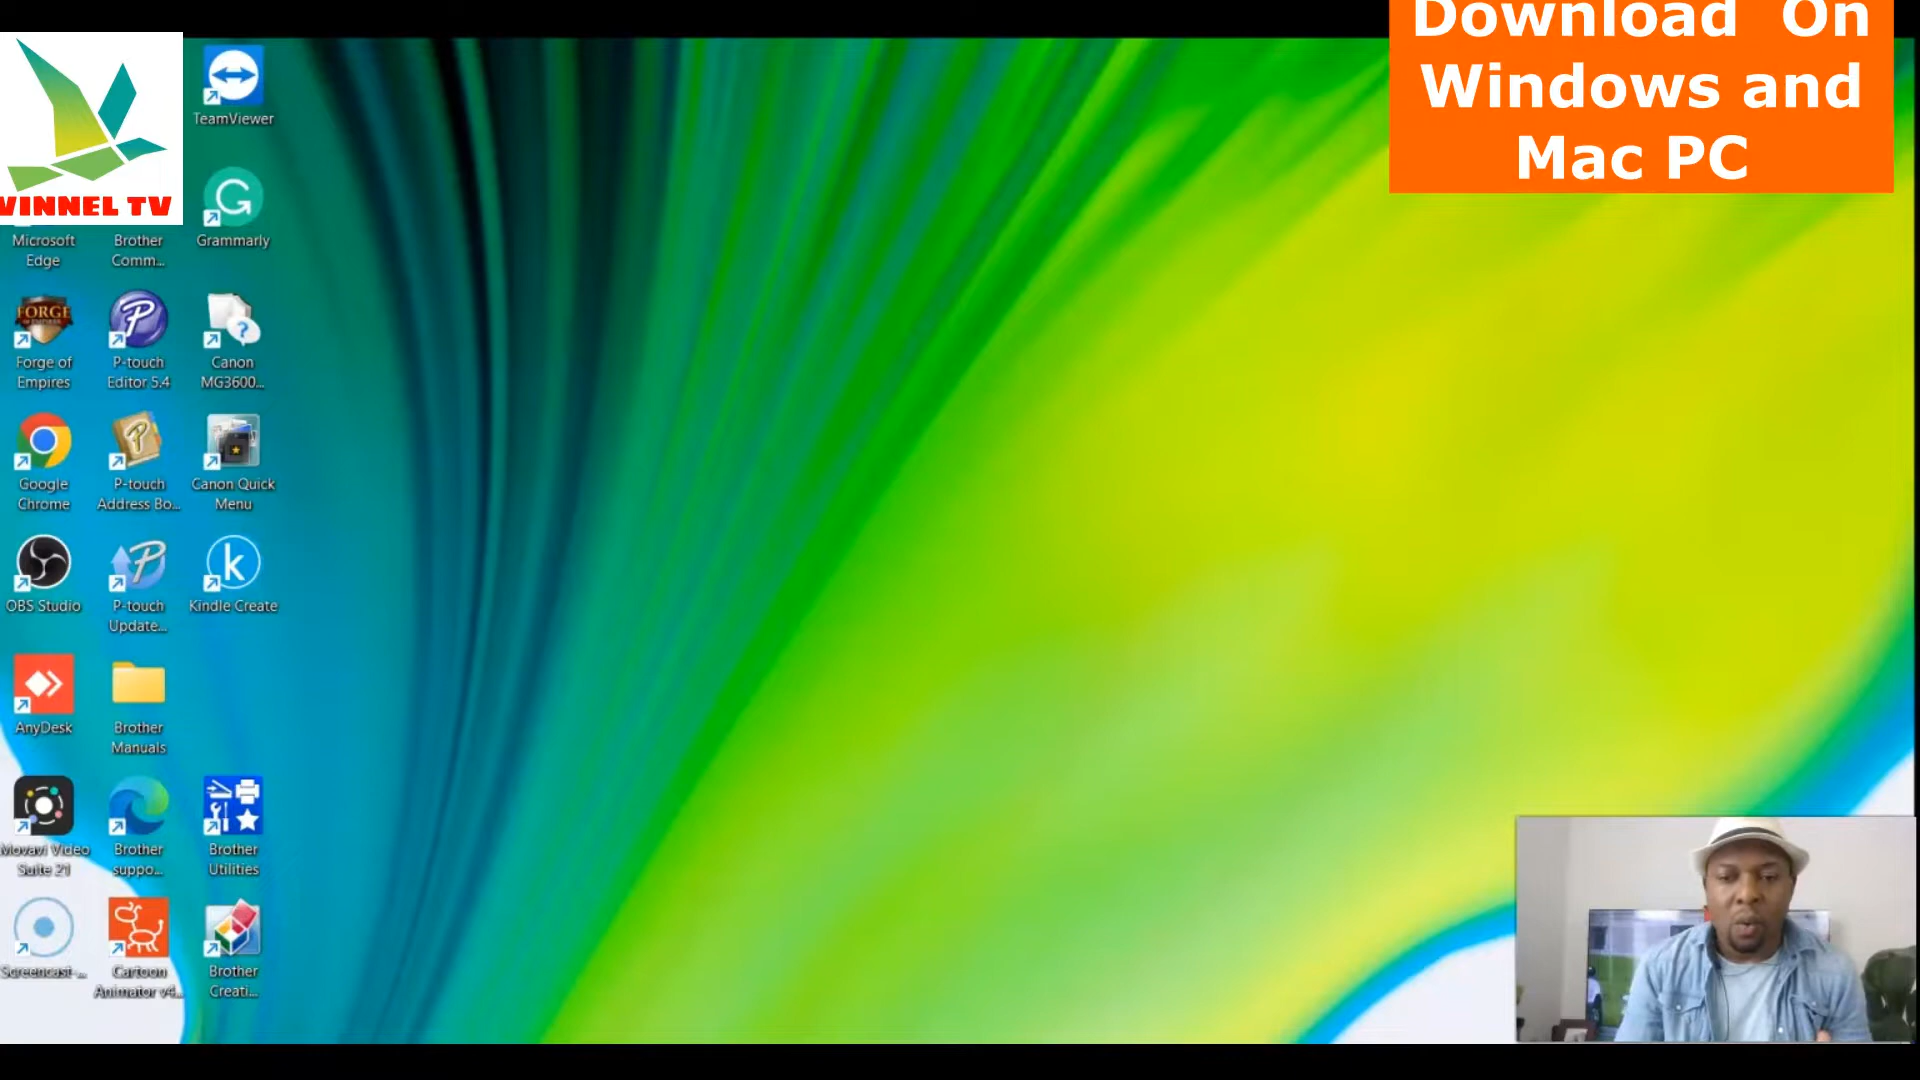 Download On
Windows and
Mac PC
VINNEL TV
TeamViewer
Grammarly
Microsoft
Edge
Brother
Comm...
FORGE
Forge of
Empires
P-touch
Editor 5.4
Canon
MG3600...
Google
Chrome
P-touch
Address Bo...
Canon Quick
Menu
OBS Studio
P-touch
Update...
k
Kindle Create
AnyDesk
Brother
Manuals
Movavi Video
Suite 21
Brother
suppo...
Brother
Utilities
Screencast-...
Cartoon
Animator v4...
Brother
Creati...